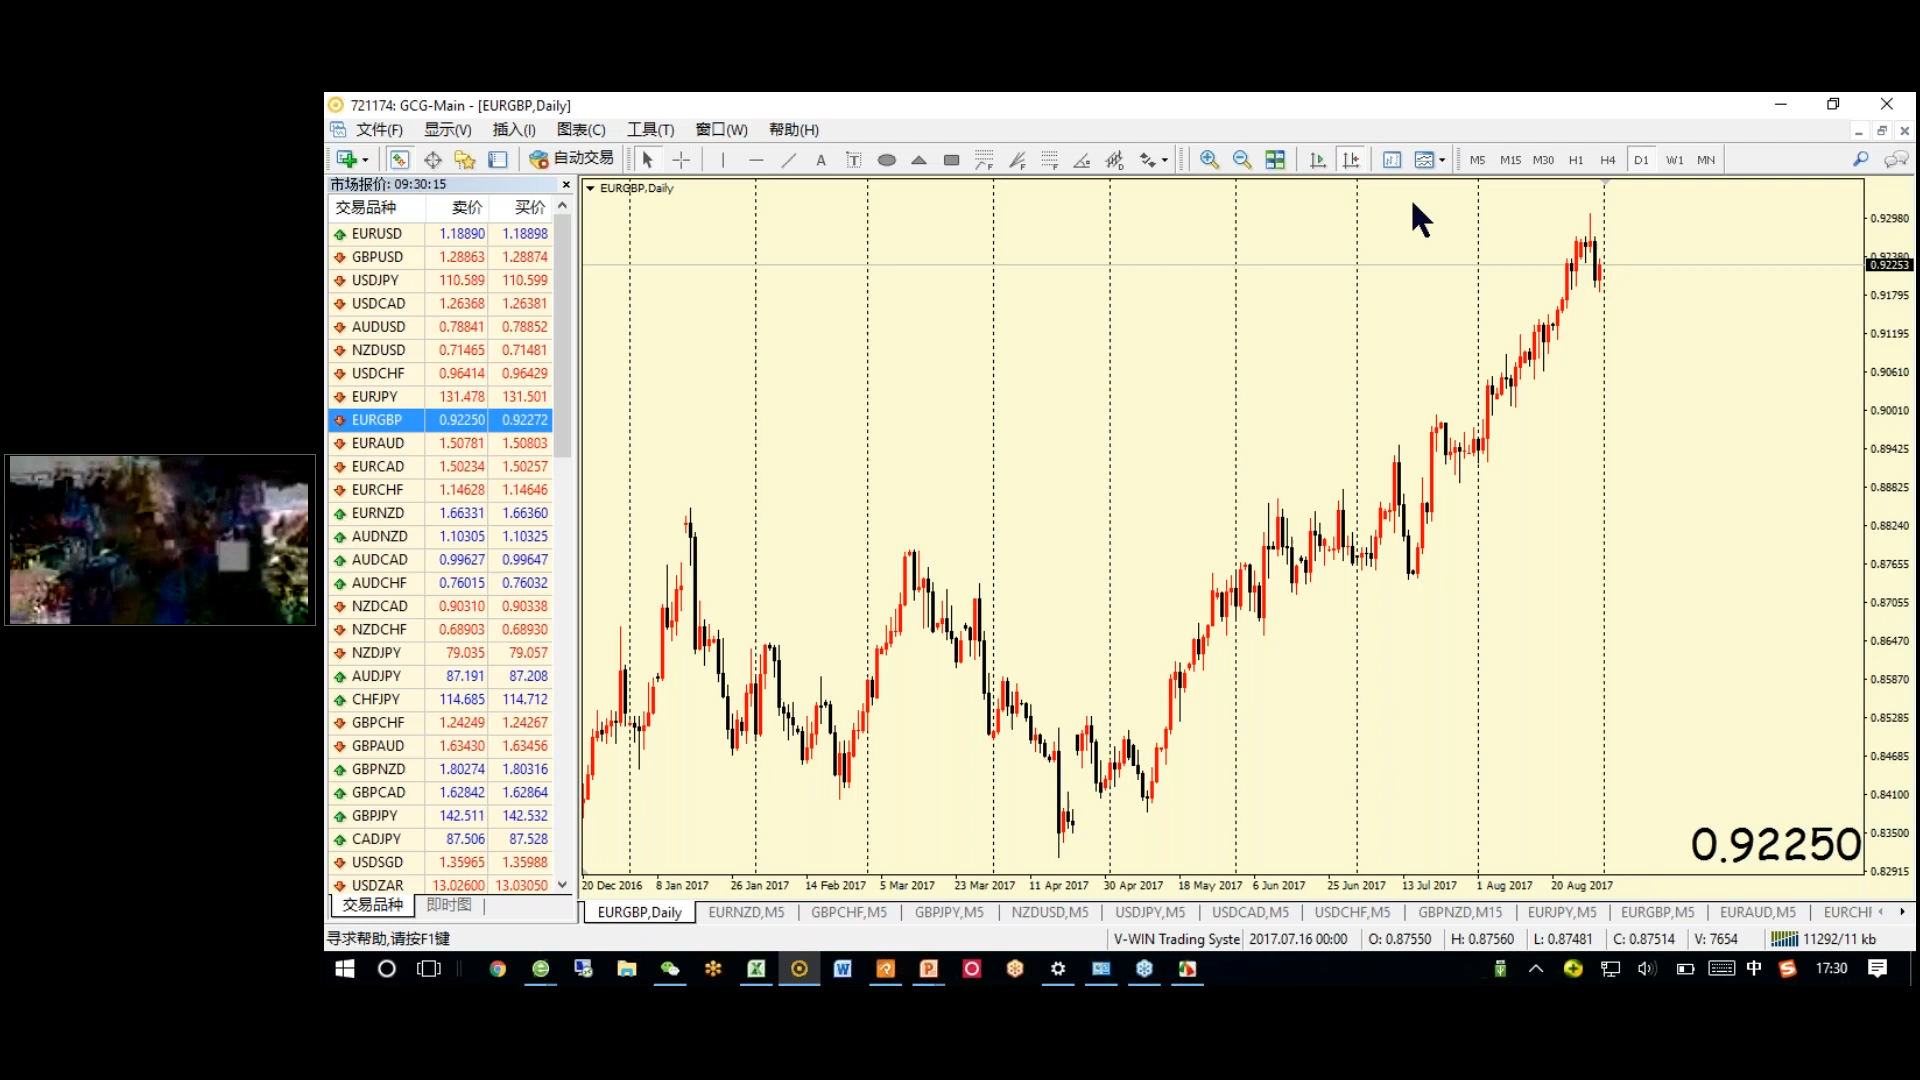 721174: GCG-Main - [EURGBP,Daily]
文件(F) 显示(V) 插入(I) 图表(C) 工具(T) 窗口(W) 帮助(H)
自动交易 A T M5 M15 M30 H1 H4 D1 W1 MN
市场报价: 09:30:15
交易品种 卖价 买价
EURUSD 1.18890 1.18898
GBPUSD 1.28863 1.28874
USDJPY 110.589 110.599
USDCAD 1.26368 1.26381
AUDUSD 0.78841 0.78852
NZDUSD 0.71465 0.71481
USDCHF 0.96414 0.96429
EURJPY 131.478 131.501
EURGBP 0.92250 0.92272
EURAUD 1.50781 1.50803
EURCAD 1.50234 1.50257
EURCHF 1.14628 1.14646
EURNZD 1.66331 1.66360
AUDNZD 1.10305 1.10325
AUDCAD 0.99627 0.99647
AUDCHF 0.76015 0.76032
NZDCAD 0.90310 0.90338
NZDCHF 0.68903 0.68930
NZDJPY 79.035 79.057
AUDJPY 87.191 87.208
CHFJPY 114.685 114.712
GBPCHF 1.24249 1.24267
GBPAUD 1.63430 1.63456
GBPNZD 1.80274 1.80316
GBPCAD 1.62842 1.62864
GBPJPY 142.511 142.532
CADJPY 87.506 87.528
USDSGD 1.35965 1.35988
USDZAR 13.02600 13.03050
交易品种 即时图
EURGBP,Daily
0.92980
0.92380
0.92253
0.91795
0.91195
0.90610
0.90010
0.89425
0.88825
0.88240
0.87655
0.87055
0.86470
0.85870
0.85285
0.84685
0.84100
0.83500
0.82915
0.92250
20 Dec 2016 8 Jan 2017 26 Jan 2017 14 Feb 2017 5 Mar 2017 23 Mar 2017 11 Apr 2017 30 Apr 2017 18 May 2017 6 Jun 2017 25 Jun 2017 13 Jul 2017 1 Aug 2017 20 Aug 2017
EURGBP,Daily EURNZD,M5 GBPCHF,M5 GBPJPY,M5 NZDUSD,M5 USDJPY,M5 USDCAD,M5 USDCHF,M5 GBPNZD,M15 EURJPY,M5 EURGBP,M5 EURAUD,M5 EURCHF
寻求帮助,请按F1键 V-WIN Trading Syste 2017.07.16 00:00 O: 0.87550 H: 0.87560 L: 0.87481 C: 0.87514 V: 7654 11292/11 kb
中 17:30